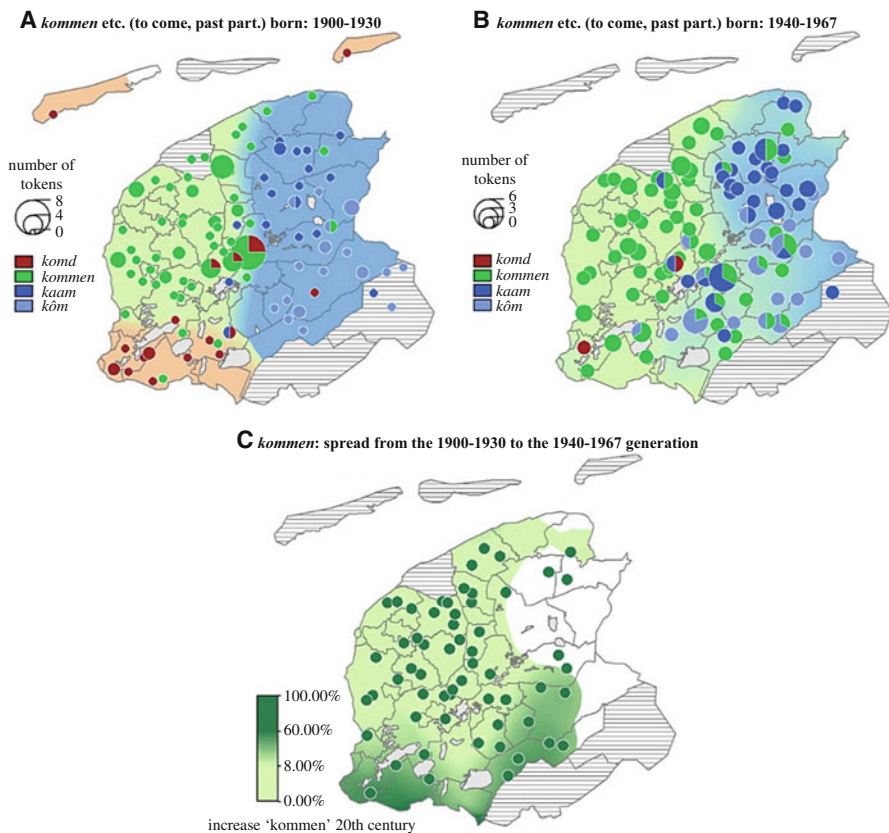 A kommen etc. (to come, past part.) born: 1900-1930
number of
tokens
8
4
0
komd
kommen
kaam
kôm
B kommen etc. (to come, past part.) born: 1940-1967
number of
tokens
6
3
0
komd
kommen
kaam
kôm
C kommen: spread from the 1900-1930 to the 1940-1967 generation
100.00%
60.00%
8.00%
0.00%
increase ‘kommen’ 20th century